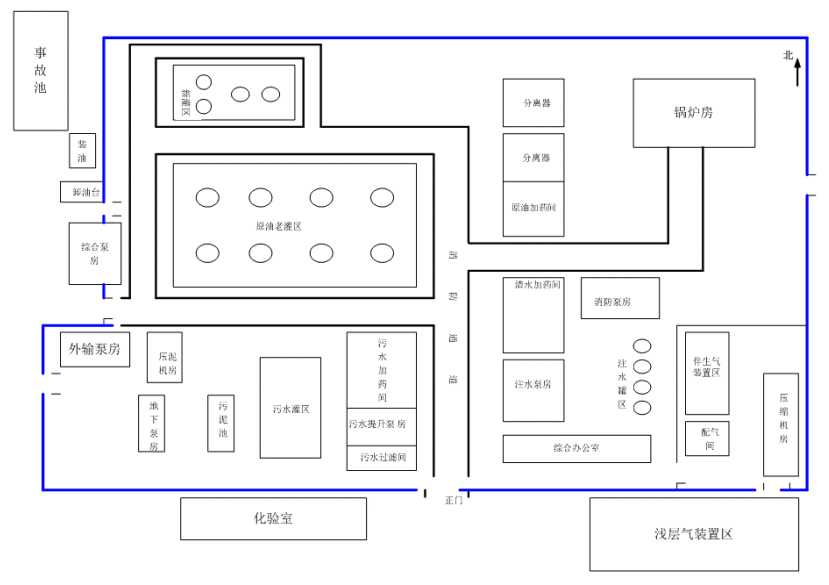 事
故
池
北
装
油
卸油台
综合泵
房
新灌区
原油老灌区
分离器
分离器
原油加药间
锅炉房
消
防
通
道
清水加药间
消防泵房
注水泵房
注
水
罐
区
伴生气
装置区
配气
间
压
缩
机
房
综合办公室
外输泵房
压泥
机房
地
下
泵
房
污
泥
池
污水灌区
污
水
加
药
间
污水提升泵房
污水过滤间
正门
化验室
浅层气装置区